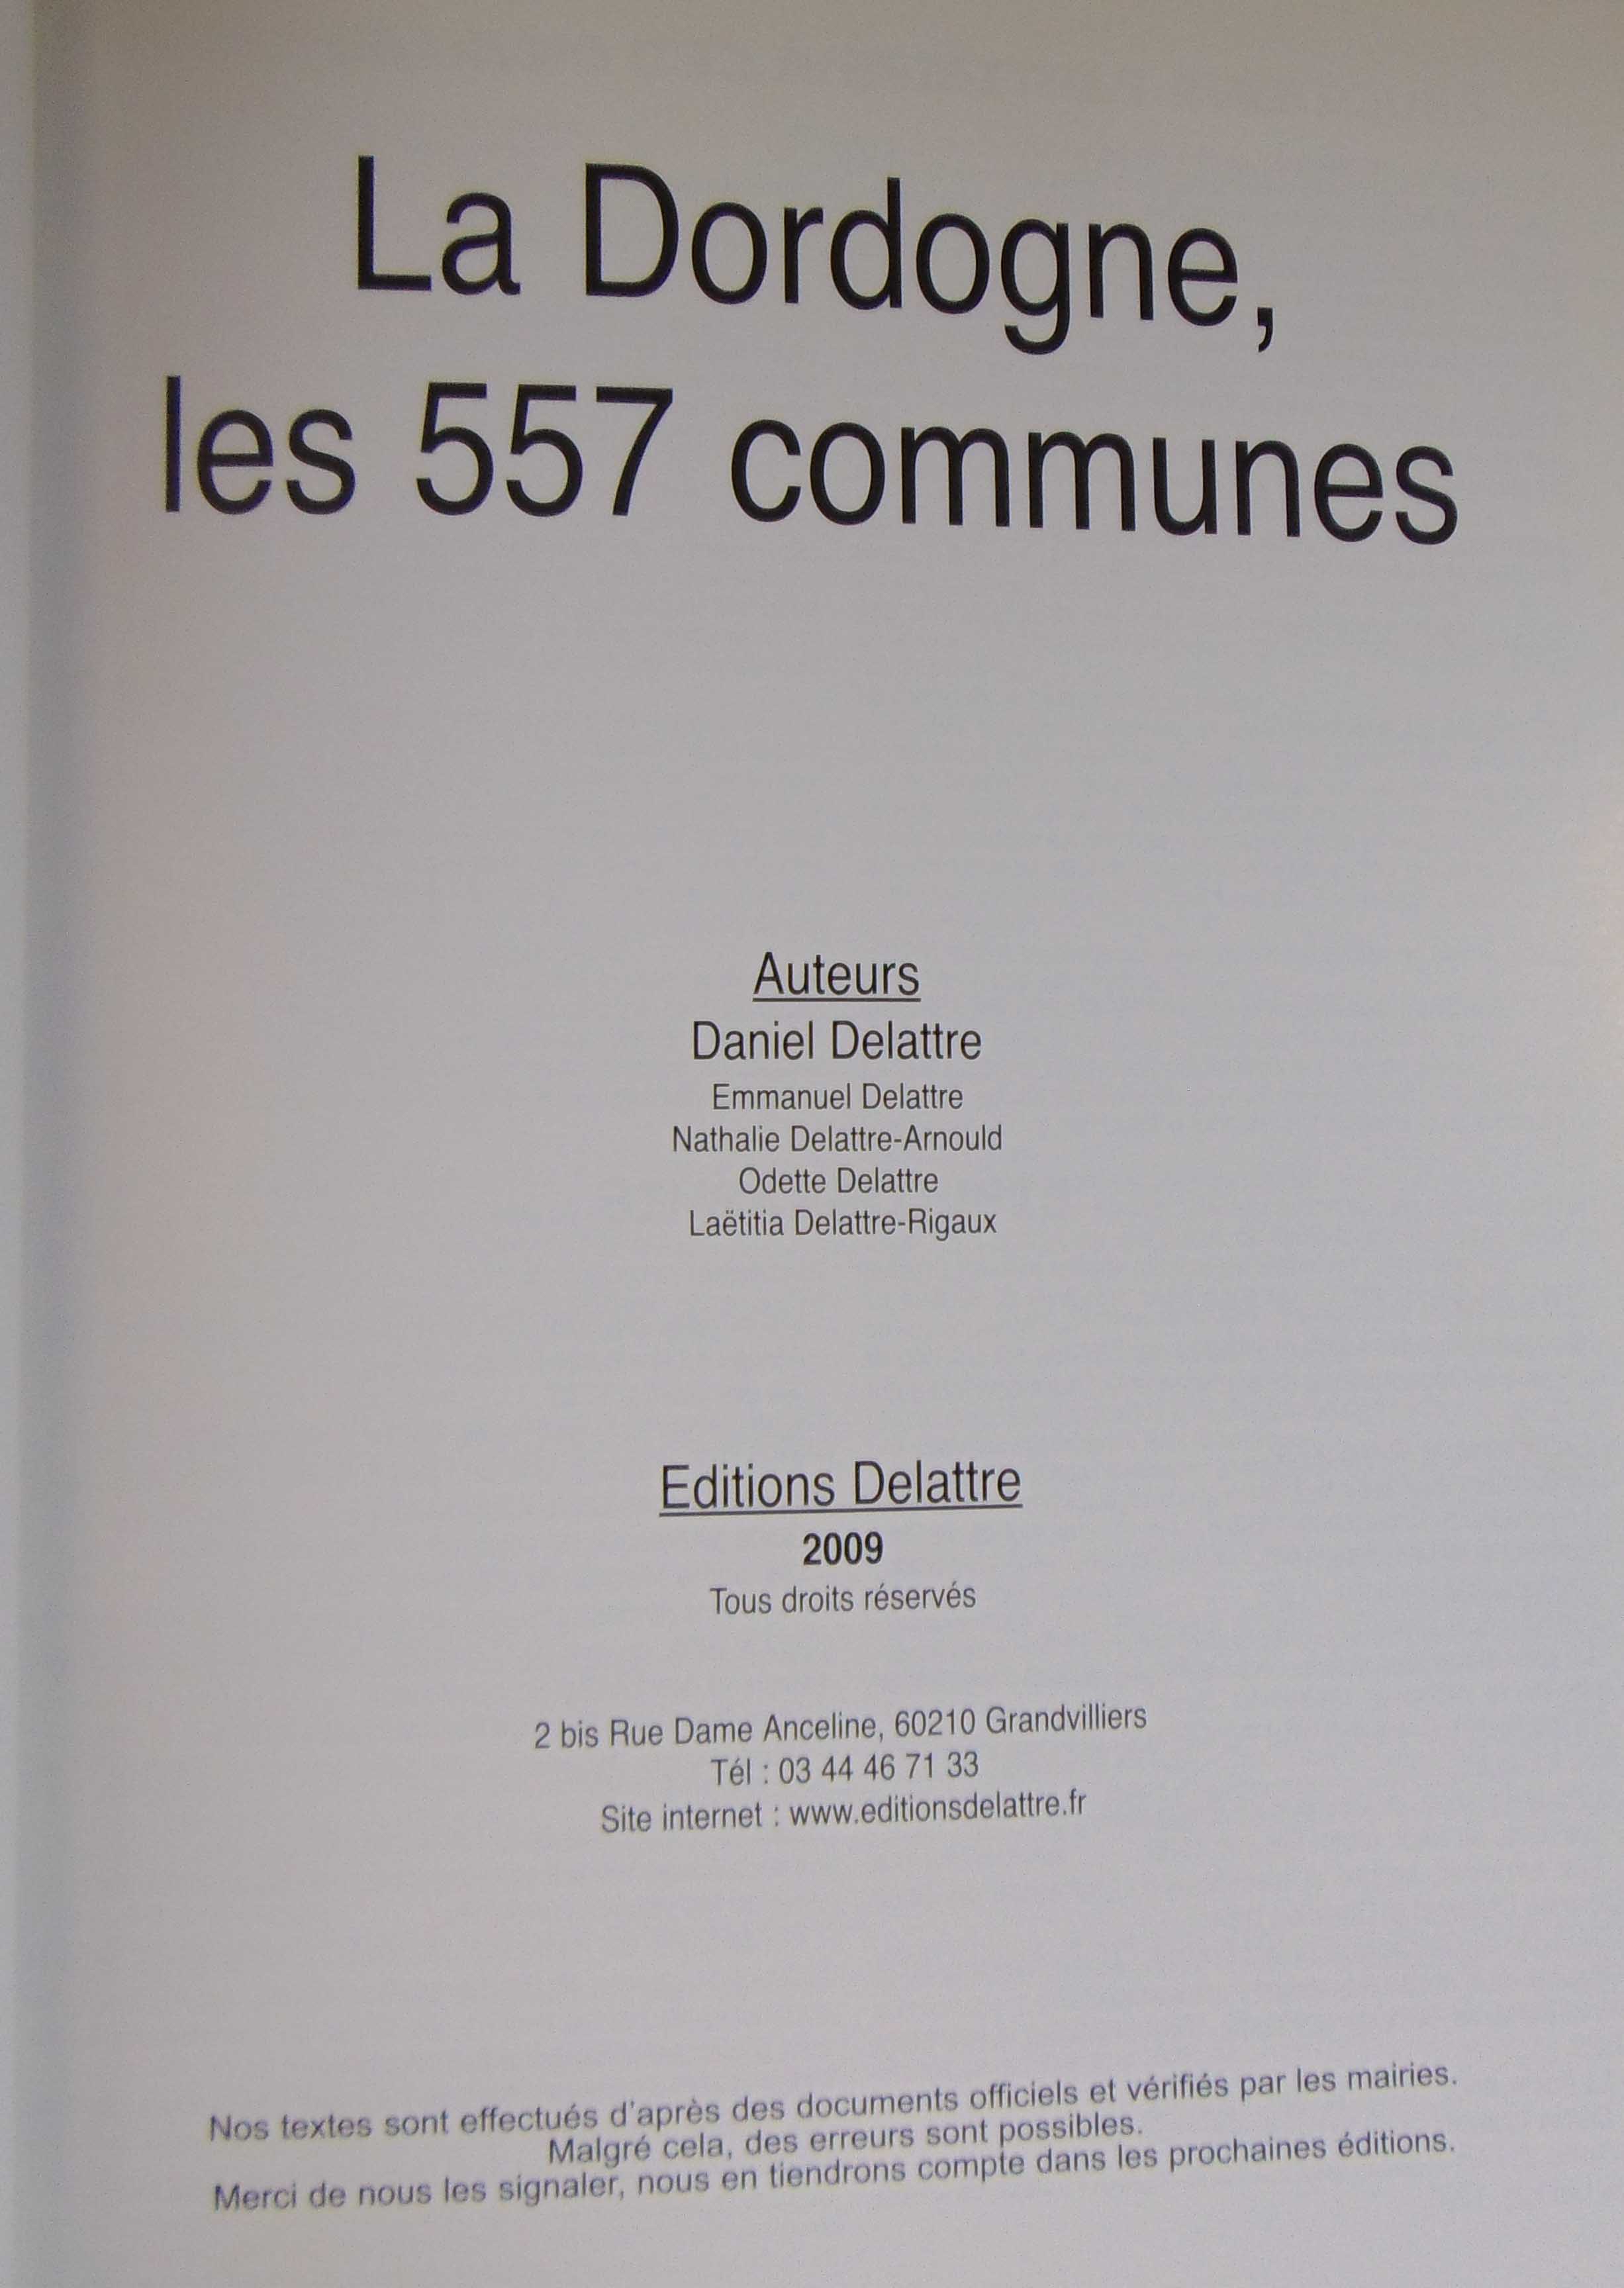 La Dordogne,
les 557 communes
Auteurs
Daniel Delattre
Emmanuel Delattre
Nathalie Delattre-Arnould
Odette Delattre
Laëtitia Delattre-Rigaux
Editions Delattre
2009
Tous droits réservés
2 bis Rue Dame Anceline, 60210 Grandvilliers
Tél : 03 44 46 71 33
Site internet : www.editionsdelattre.fr
Nos textes sont effectués d'après des documents officiels et vérifiés par les mairies.
Malgré cela, des erreurs sont possibles.
Merci de nous les signaler, nous en tiendrons compte dans les prochaines éditions.